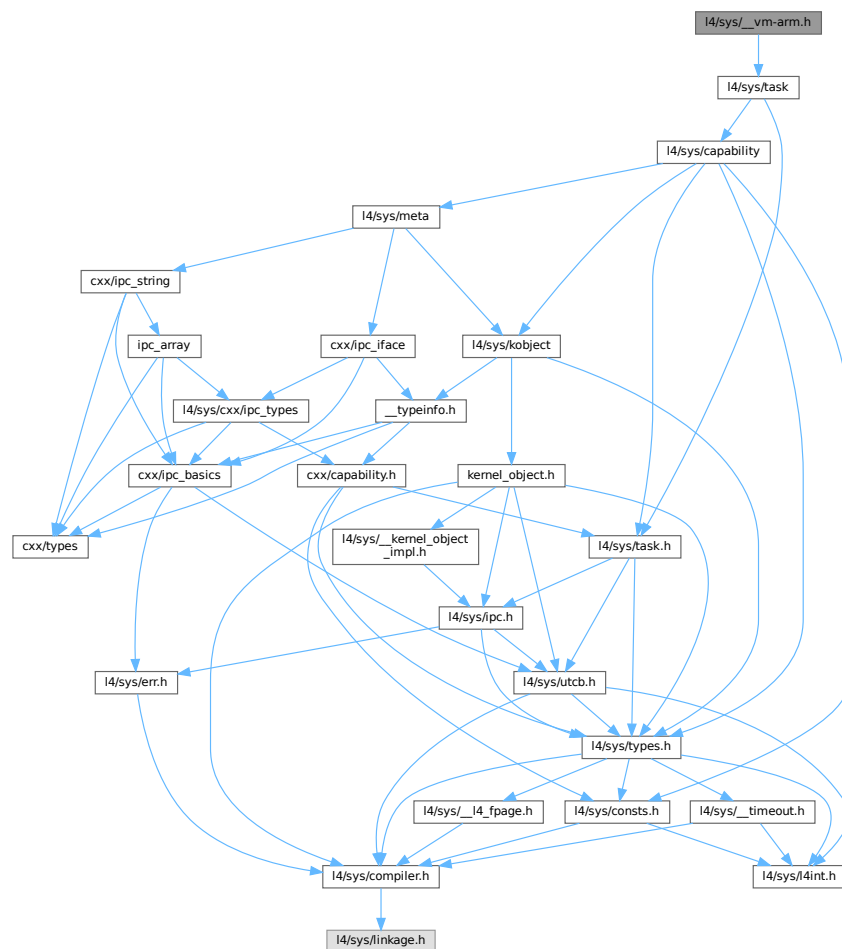 l4/sys/__vm-arm.h
l4/sys/task
l4/sys/capability
l4/sys/meta
cxx/ipc_string
ipc_array
cxx/ipc_iface
l4/sys/kobject
l4/sys/cxx/ipc_types
__typeinfo.h
cxx/ipc_basics
cxx/capability.h
kernel_object.h
cxx/types
l4/sys/__kernel_object
_impl.h
l4/sys/task.h
l4/sys/ipc.h
l4/sys/err.h
l4/sys/utcb.h
l4/sys/types.h
l4/sys/__l4_fpage.h
l4/sys/consts.h
l4/sys/__timeout.h
l4/sys/compiler.h
l4/sys/l4int.h
l4/sys/linkage.h